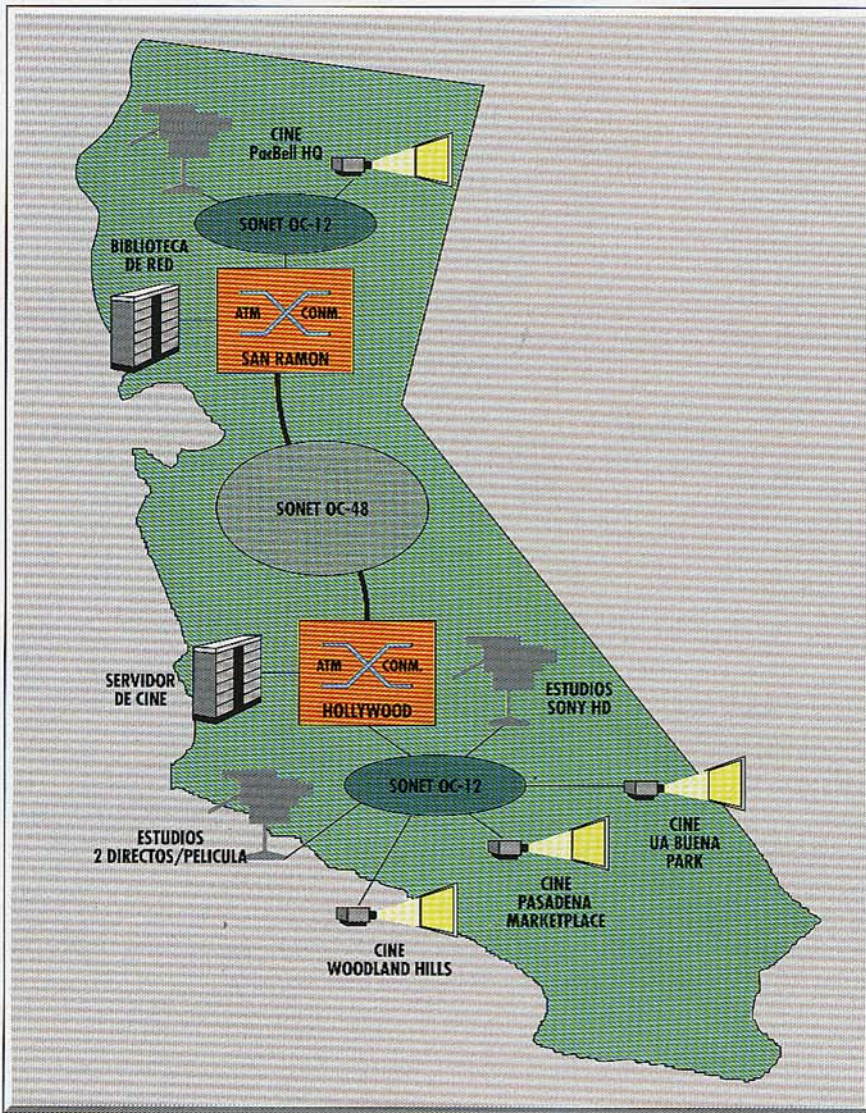 CINE
PacBell HQ
SONET OC-12
BIBLIOTECA
DE RED
ATM CONM.
SAN RAMON
SONET OC-48
ATM CONM.
HOLLYWOOD
SERVIDOR
DE CINE
ESTUDIOS
SONY HD
SONET OC-12
ESTUDIOS
2 DIRECTOS/PELICULA
CINE
UA BUENA
PARK
CINE
PASADENA
MARKETPLACE
CINE
WOODLAND HILLS